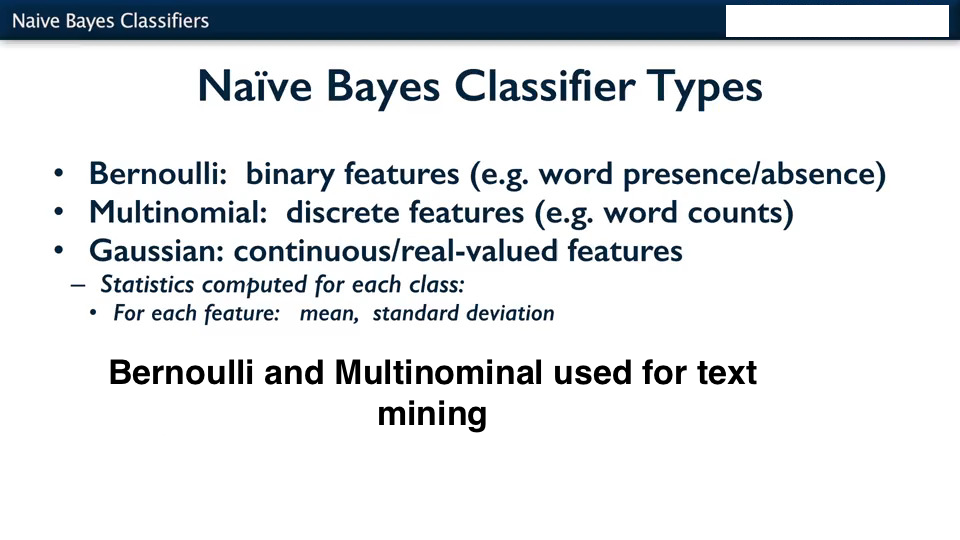 Naive Bayes Classifiers
Naïve Bayes Classifier Types
• Bernoulli: binary features (e.g. word presence/absence)
• Multinomial: discrete features (e.g. word counts)
• Gaussian: continuous/real-valued features
– Statistics computed for each class:
• For each feature: mean, standard deviation
Bernoulli and Multinominal used for text
mining